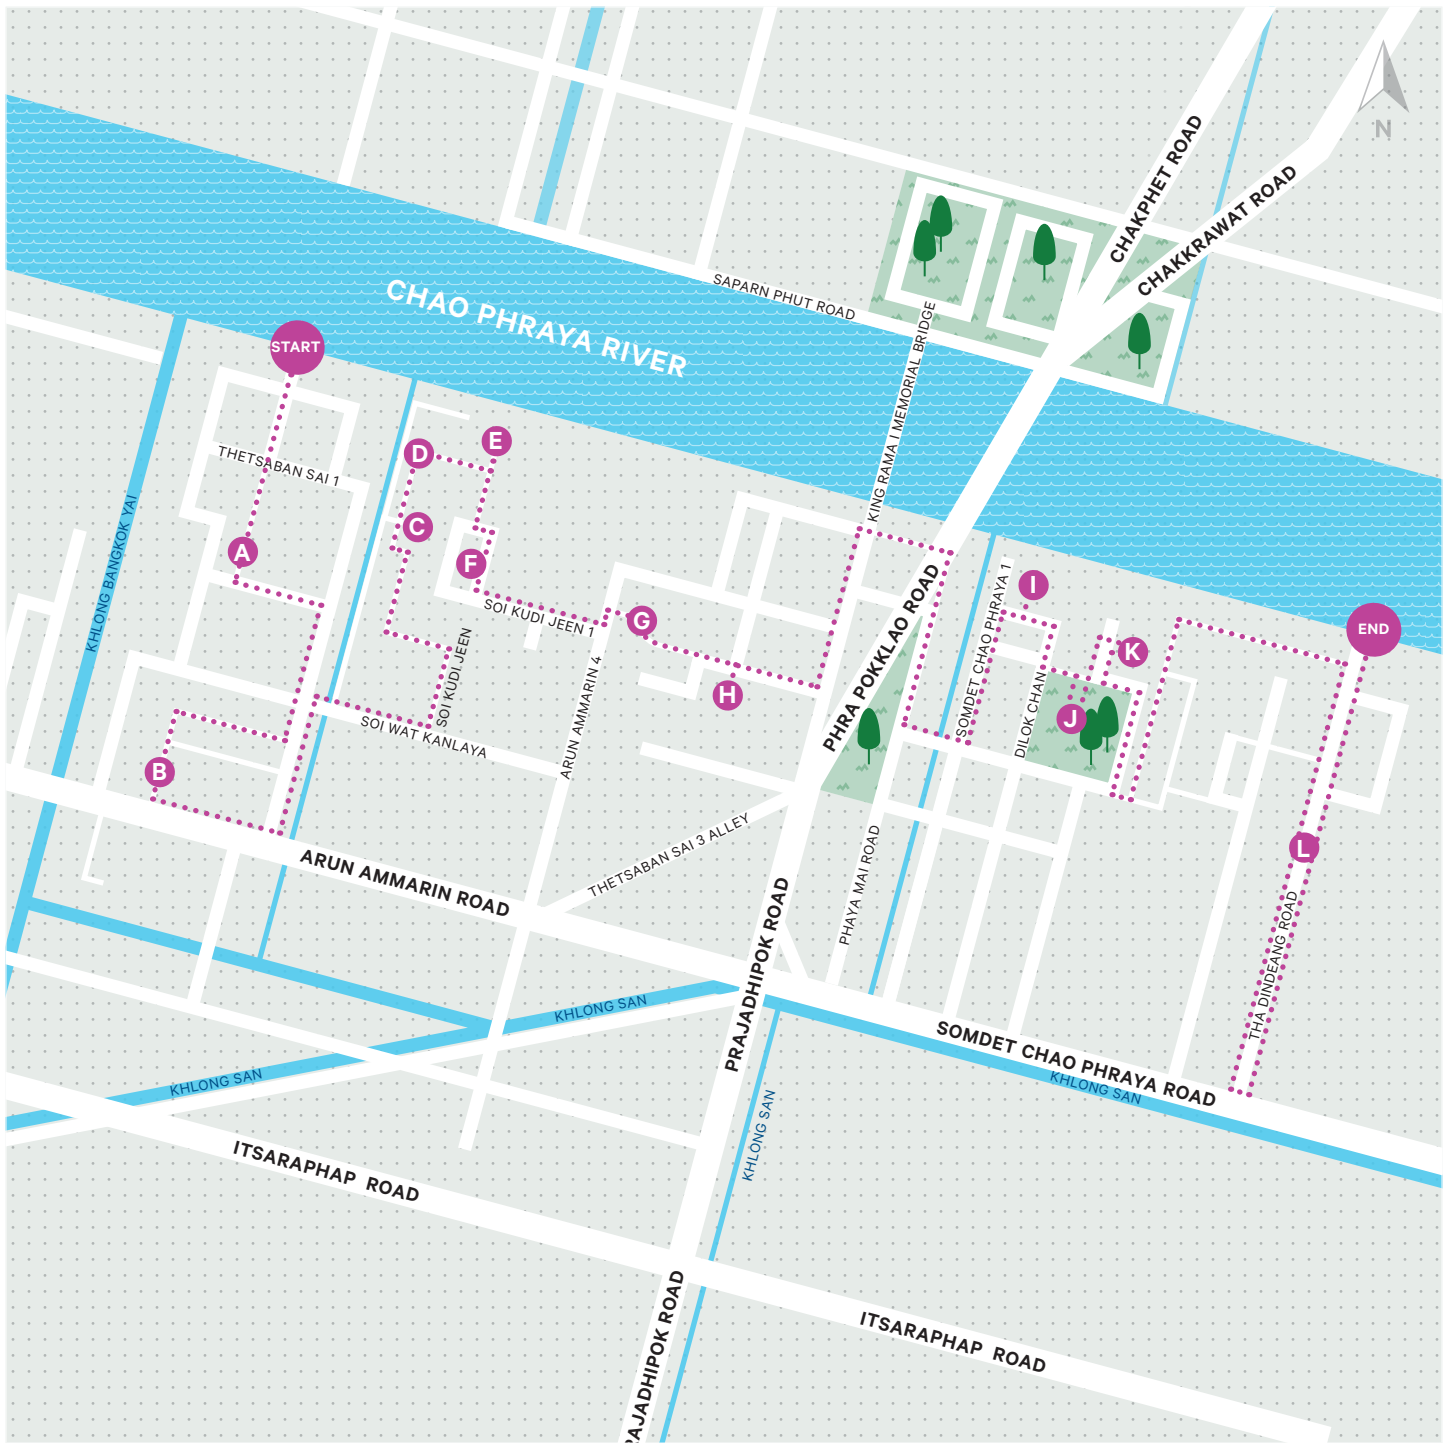 CHAKPHET ROAD
N
CHAKKRAWAT ROAD
SAPARN PHUT ROAD
CHAO PHRAYA RIVER
START
KING RAMA I MEMORIAL BRIDGE
THETSABAN SAI 1
D
E
C
A
F
KHLONG BANGKOK YAI
SOI KUDI JEEN 1
G
I
END
PHRA POKKLAO ROAD
SOMDET CHAO PHRAYA 1
K
SOI KUDI JEEN
ARUN AMMARIN 4
H
DILOK CHAN
J
SOI WAT KANLAYA
B
THETSABAN SAI 3 ALLEY
PHAYA MAI ROAD
L
ARUN AMMARIN ROAD
PRAJADHIPOK ROAD
THA DINDEANG ROAD
KHLONG SAN
SOMDET CHAO PHRAYA ROAD
KHLONG SAN
KHLONG SAN
KHLONG SAN
ITSARAPHAP ROAD
RAJADHIPOK ROAD
ITSARAPHAP ROAD